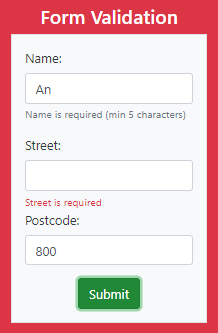 Form Validation
Name:
An
Name is required (min 5 characters)
Street:
Street is required
Postcode:
800
Submit